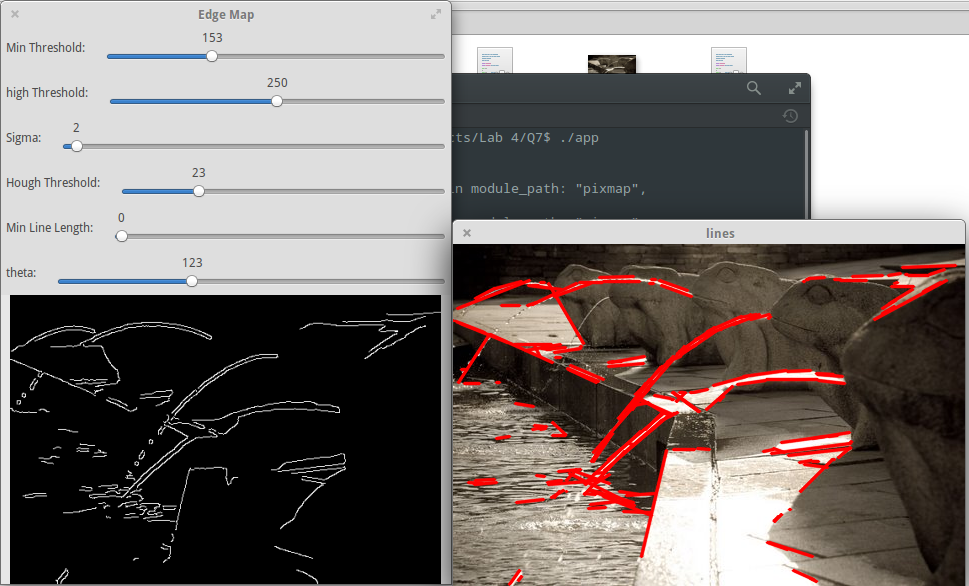 Edge Map
153
Min Threshold:
250
high Threshold:
2
Sigma:
23
Hough Threshold:
0
Min Line Length:
123
theta:
cts/Lab 4/Q7$ ./app
in module_path: "pixmap",
lines